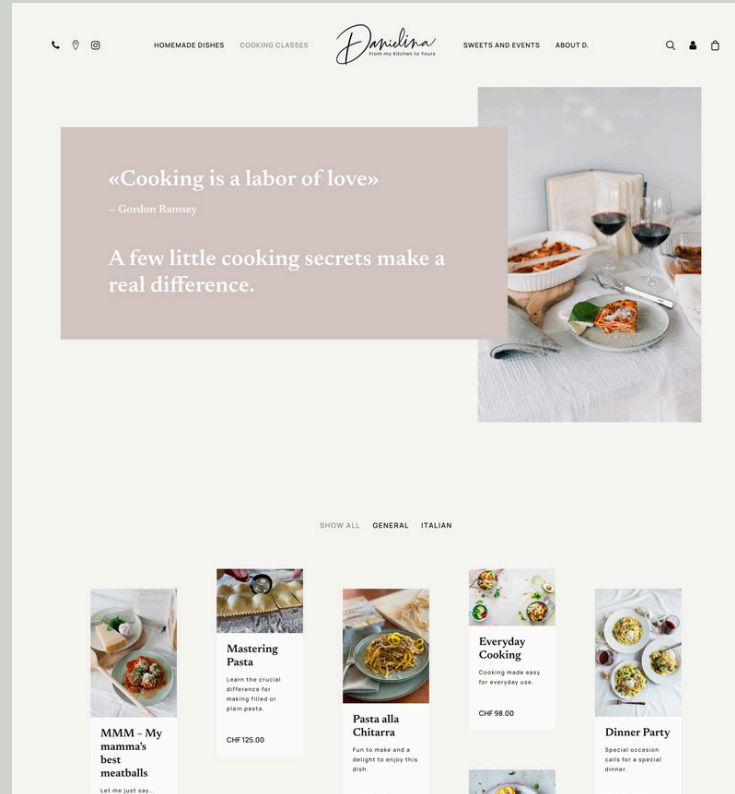 HOMEMADE DISHES
COOKING CLASSES
Danielina
From my Kitchen to Yours
SWEETS AND EVENTS
ABOUT D.
«Cooking is a labor of love»
– Gordon Ramsey
A few little cooking secrets make a
real difference.
SHOW ALL
GENERAL
ITALIAN
MMM – My
mamma's
best
meatballs
Let me just say...
Mastering
Pasta
Learn the crucial
difference for
making filled or
plain pasta.
CHF 125.00
Pasta alla
Chitarra
Fun to make and a
delight to enjoy this
dish.
Everyday
Cooking
Cooking made easy
for everyday use.
CHF 98.00
Dinner Party
Special occasion
calls for a special
dinner.